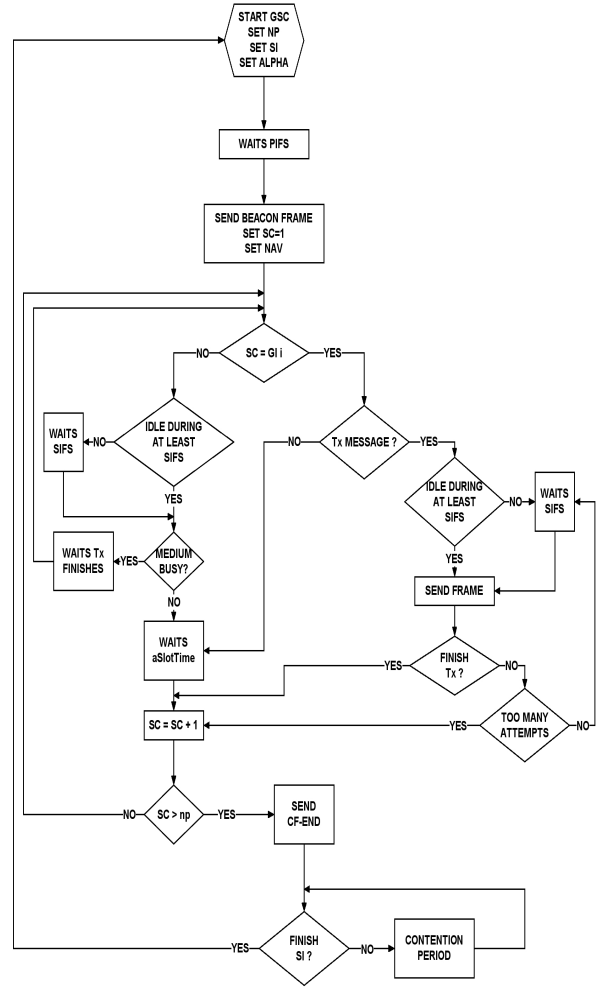 START GSC
SET NP
SET SI
SET ALPHA
WAITS PIFS
SEND BEACON FRAME
SET SC=1
SET NAV
NO
SC = GI i
YES
IDLE DURING
AT LEAST
SIFS
WAITS
SIFS
NO
YES
NO
Tx MESSAGE ?
YES
IDLE DURING
AT LEAST
SIFS
NO
WAITS
SIFS
YES
WAITS Tx
FINISHES
YES
MEDIUM
BUSY?
NO
SEND FRAME
WAITS
aSlotTime
YES
FINISH
Tx ?
NO
SC = SC + 1
YES
TOO MANY
ATTEMPTS
NO
NO
SC > np
YES
SEND
CF-END
YES
FINISH
SI ?
NO
CONTENTION
PERIOD